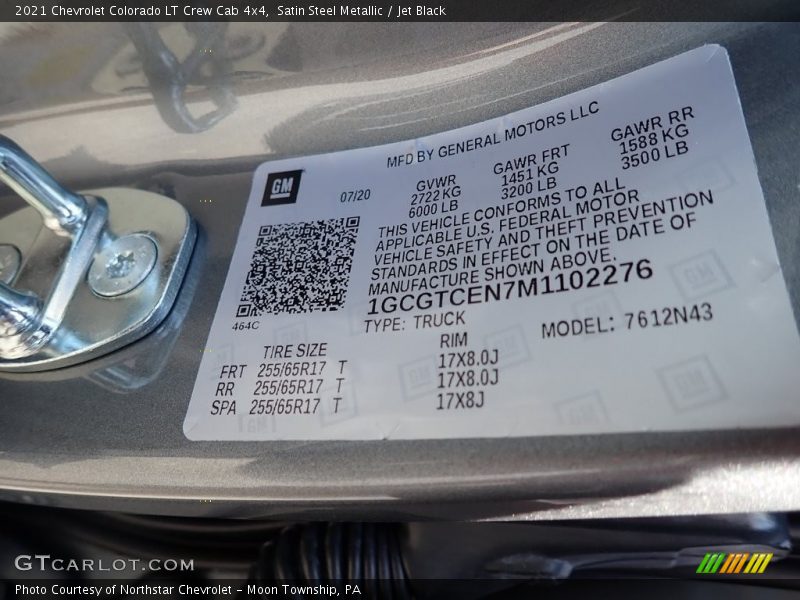 2021 Chevrolet Colorado LT Crew Cab 4x4, Satin Steel Metallic / Jet Black
MFD BY GENERAL MOTORS LLC
GM
07/20
GVWR GAWR FRT GAWR RR
2722 KG 1451 KG 1588 KG
6000 LB 3200 LB 3500 LB
THIS VEHICLE CONFORMS TO ALL
APPLICABLE U.S. FEDERAL MOTOR
VEHICLE SAFETY AND THEFT PREVENTION
STANDARDS IN EFFECT ON THE DATE OF
MANUFACTURE SHOWN ABOVE.
1GCGTCEN7M1102276
464C
TYPE: TRUCK MODEL: 7612N43
TIRE SIZE RIM
FRT 255/65R17 T 17X8.0J
RR 255/65R17 T 17X8.0J
SPA 255/65R17 T 17X8J
GTCARLOT.COM
Photo Courtesy of Northstar Chevrolet - Moon Township, PA